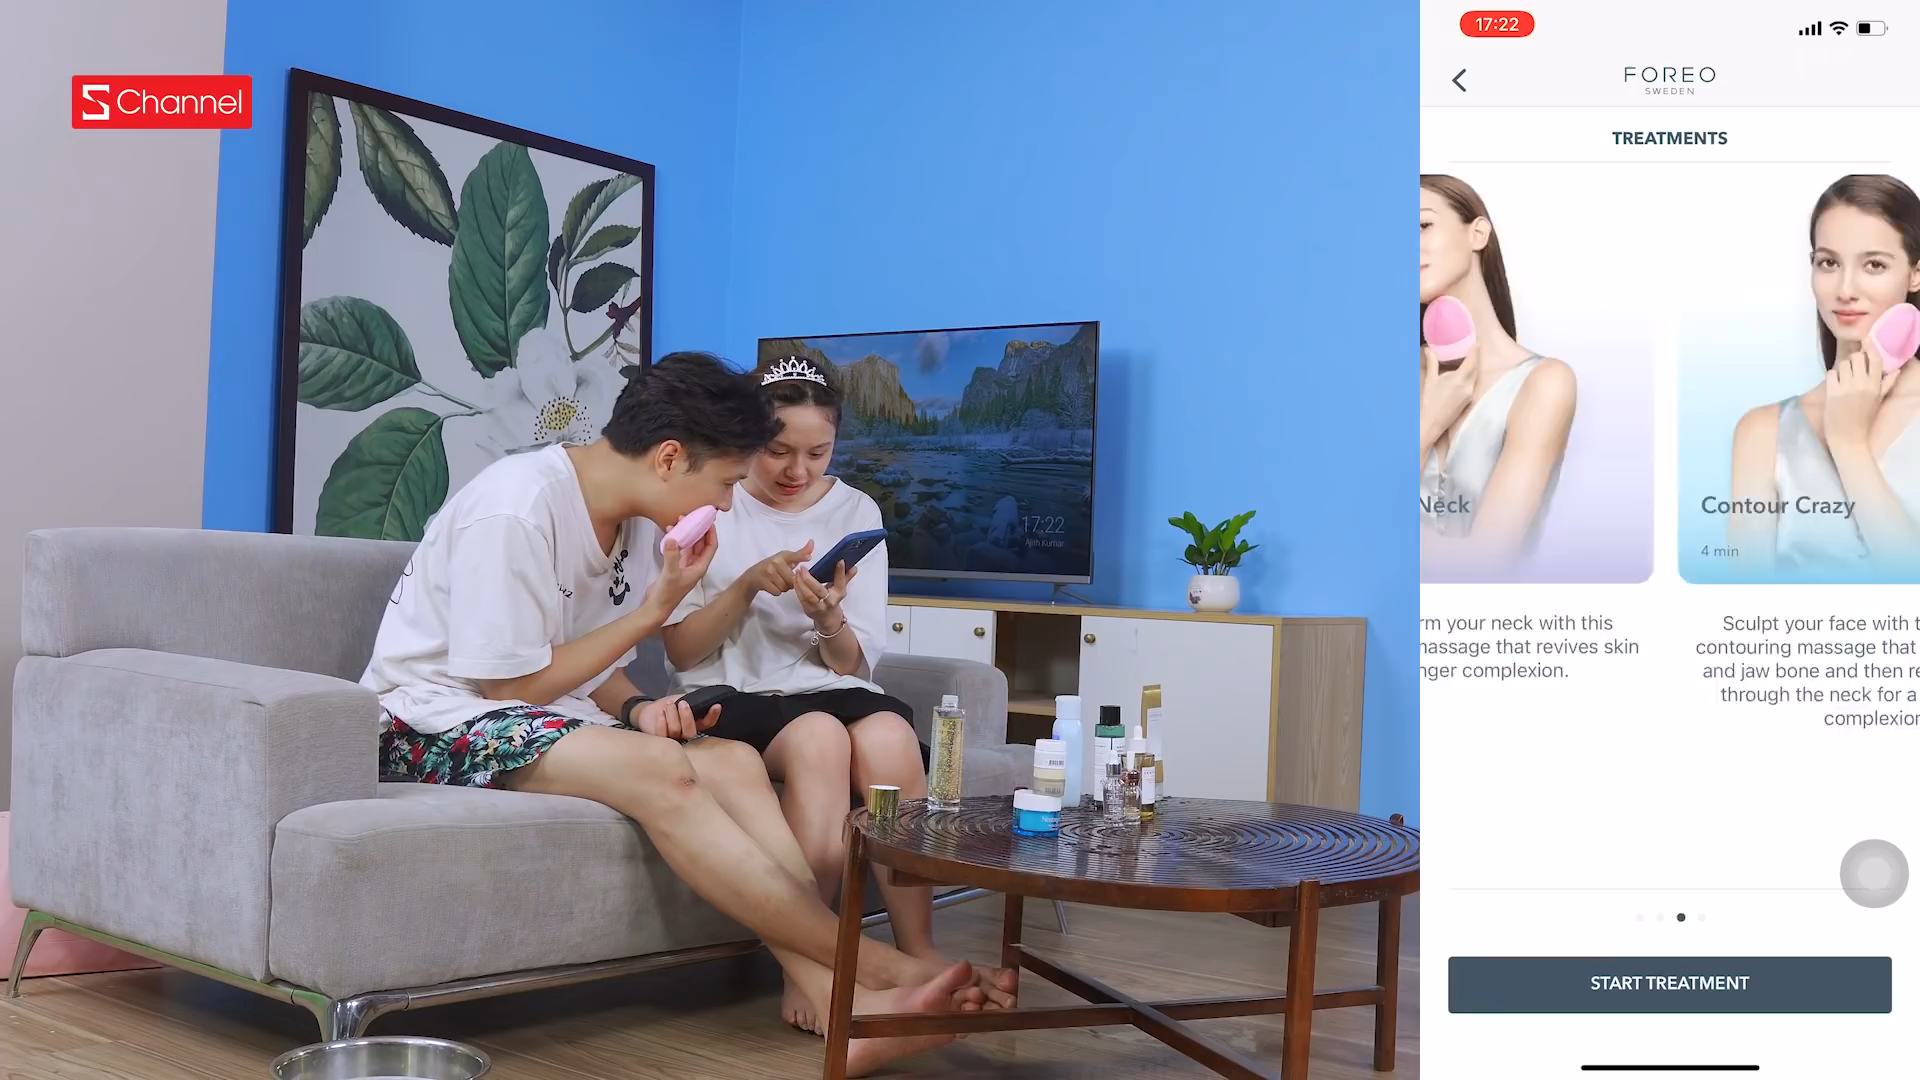 S Channel
17:22
Ajith Kumar
17:22
FOREO
SWEDEN
TREATMENTS
Neck
rm your neck with this
massage that revives skin
nger complexion.
Contour Crazy
4 min
Sculpt your face with t
contouring massage that
and jaw bone and then re
through the neck for a
complexion
START TREATMENT